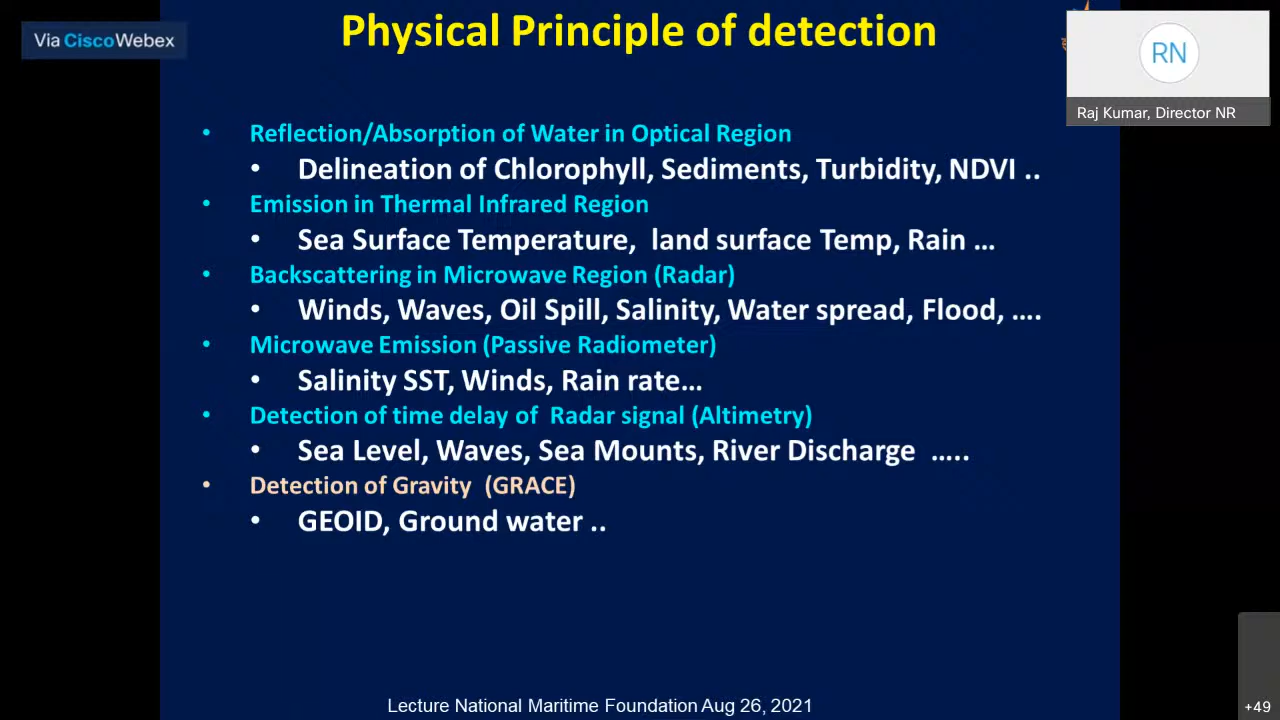 Via CiscoWebex
Physical Principle of detection
RN
Raj Kumar, Director NR
• Reflection/Absorption of Water in Optical Region
• Delineation of Chlorophyll, Sediments, Turbidity, NDVI ..
• Emission in Thermal Infrared Region
• Sea Surface Temperature, land surface Temp, Rain ...
• Backscattering in Microwave Region (Radar)
• Winds, Waves, Oil Spill, Salinity, Water spread, Flood, ....
• Microwave Emission (Passive Radiometer)
• Salinity SST, Winds, Rain rate...
• Detection of time delay of Radar signal (Altimetry)
• Sea Level, Waves, Sea Mounts, River Discharge .....
• Detection of Gravity (GRACE)
• GEOID, Ground water ..
Lecture National Maritime Foundation Aug 26, 2021
+49